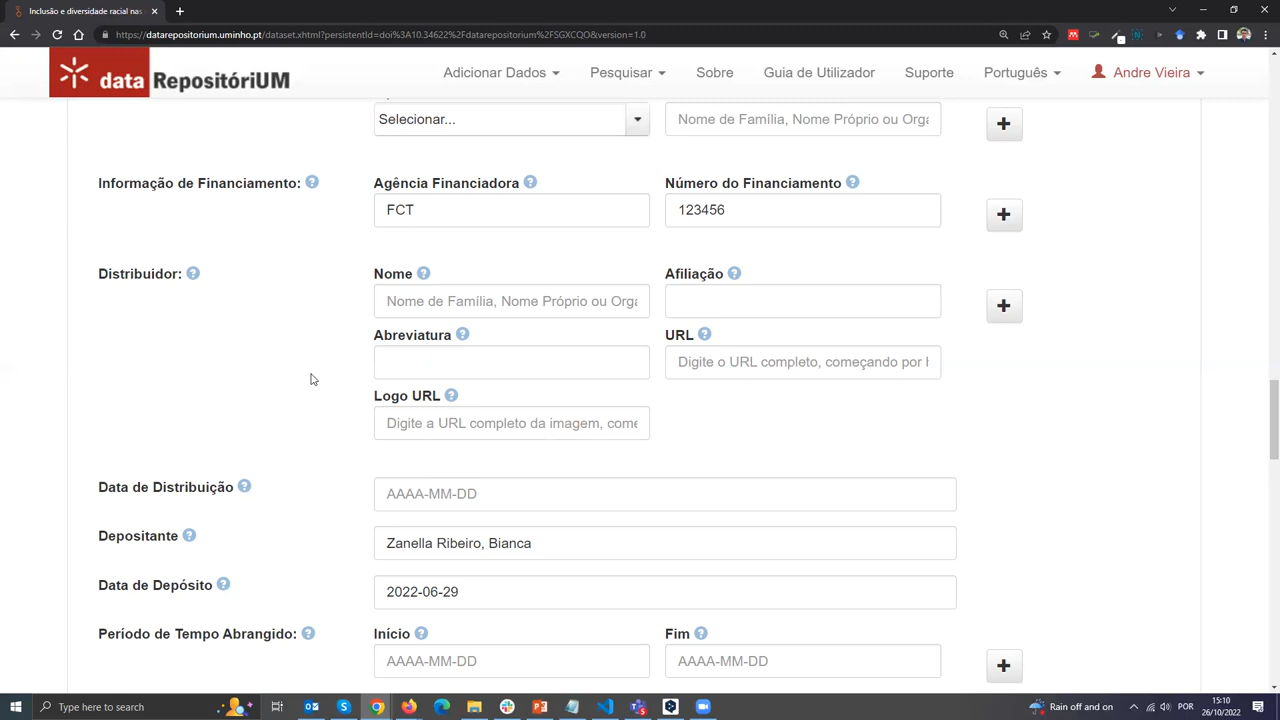 Inclusão e diversidade racial nas
https://datarepositorium.uminho.pt/dataset.xhtml?persistentId=doi%3A10.34622%2Fdatarepositorium%2FSGXCQO&version=1.0
data RepositóriUM
Adicionar Dados
Pesquisar
Sobre
Guia de Utilizador
Suporte
Português
Andre Vieira
Selecionar...
Nome de Família, Nome Próprio ou Orga
Informação de Financiamento:
Agência Financiadora
Número do Financiamento
FCT
123456
Distribuidor:
Nome
Afiliação
Nome de Família, Nome Próprio ou Orga
Abreviatura
URL
Digite o URL completo, começando por h
Logo URL
Digite a URL completo da imagem, come
Data de Distribuição
AAAA-MM-DD
Depositante
Zanella Ribeiro, Bianca
Data de Depósito
2022-06-29
Período de Tempo Abrangido:
Início
Fim
AAAA-MM-DD
AAAA-MM-DD
Type here to search
Rain off and on
POR
15:10
26/10/2022